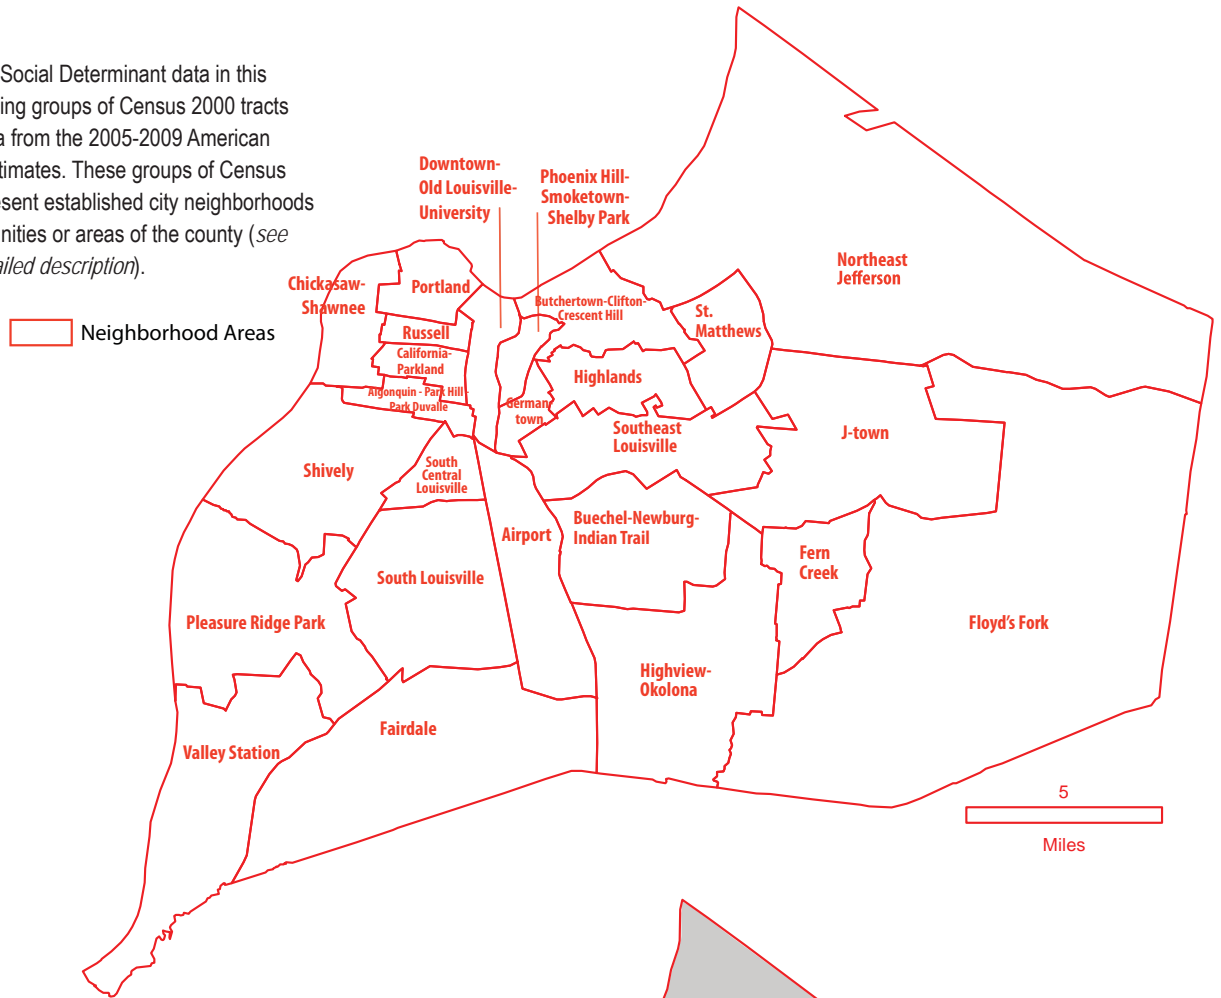 Social Determinant data in this
ing groups of Census 2000 tracts
a from the 2005-2009 American
timates. These groups of Census
esent established city neighborhoods
nities or areas of the county (see
ailed description).
Neighborhood Areas
Downtown-
Old Louisville-
University
Phoenix Hill-
Smoketown-
Shelby Park
Northeast
Jefferson
Chickasaw-
Shawnee
Portland
Butchertown-Clifton-
Crescent Hill
St.
Matthews
Russell
California-
Parkland
Highlands
Algonquin - Park Hill -
Park Duvalle
German-
town
Southeast
Louisville
J-town
Shively
South
Central
Louisville
Airport
Buechel-Newburg-
Indian Trail
Fern
Creek
South Louisville
Pleasure Ridge Park
Floyd's Fork
Highview-
Okolona
Fairdale
Valley Station
5
Miles